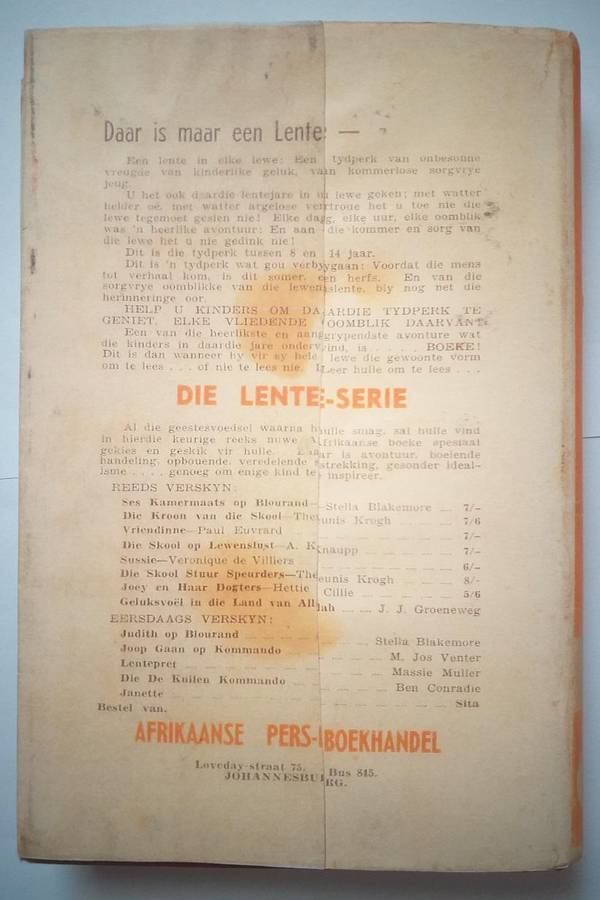 Daar is maar een Lente —
Een lente in elke lewe: Een tydperk van onbesonne
vreugde van kinderlike geluk, van kommerlose sorgvrye
jeug.
U het ook daardie lentejare in u lewe geken; met watter
helder oë, met watter argelose vertroue het u toe nie die
lewe tegemoet gesien nie! Elke dag, elke uur, elke oomblik
was 'n heerlike avontuur: En aan die kommer en sorg van
die lewe het u nie gedink nie!
Dit is die tydperk tussen 8 en 14 jaar.
Dit is 'n tydperk wat gou verbygaan: Voordat die mens
tot verhaal kom, is dit somer, en herfs. En van die
sorgvrye oomblikke van die lewenslente, bly nog net die
herinneringe oor.
HELP U KINDERS OM DAARDIE TYDPERK TE
GENIET, ELKE VLIEDENDE OOMBLIK DAARVAN!
Een van die heerlikste en aangrypendste avonture wat
die kinders in daardie jare ondervind, is . . . . BOEKE!
Dit is dan wanneer hy vir sy hele lewe die gewoonte vorm
om te lees . . . of nie te lees nie. Leer hulle om te lees . . .
DIE LENTE-SERIE
Al die geestesvoedsel waarna hulle smag, sal hulle vind
in hierdie keurige reeks nuwe Afrikaanse boeke spesiaal
gekies en geskik vir hulle. Daar is avontuur, boeiende
handeling, opbouende, veredelende strekking, gesonder ideal-
isme . . . . genoeg om enige kind te inspireer.
REEDS VERSKYN:
Ses Kamermaats op Blourand—Stella Blakemore .... 7/-
Die Kroon van die Skool—Theunis Krogh .... 7/6
Vriendinne—Paul Euvrard .... 7/-
Die Skool op Lewenslust—A. Knaupp .... 7/-
Sussie—Veronique de Villiers .... 6/-
Die Skool Stuur Speurders—Theunis Krogh .... 8/-
Joey en Haar Dogters—Hettie Cillie .... 5/6
Geluksvoël in die Land van Allah .... J. J. Groeneweg
EERSDAAGS VERSKYN:
Judith op Blourand .... Stella Blakemore
Joop Gaan op Kommando .... M. Jos Venter
Lentepret .... Massie Muller
Die De Kuilen Kommando .... Ben Conradie
Janette .... Sita
Bestel van.
AFRIKAANSE PERS-BOEKHANDEL
Loveday-straat 75. Bus 845.
JOHANNESBURG.